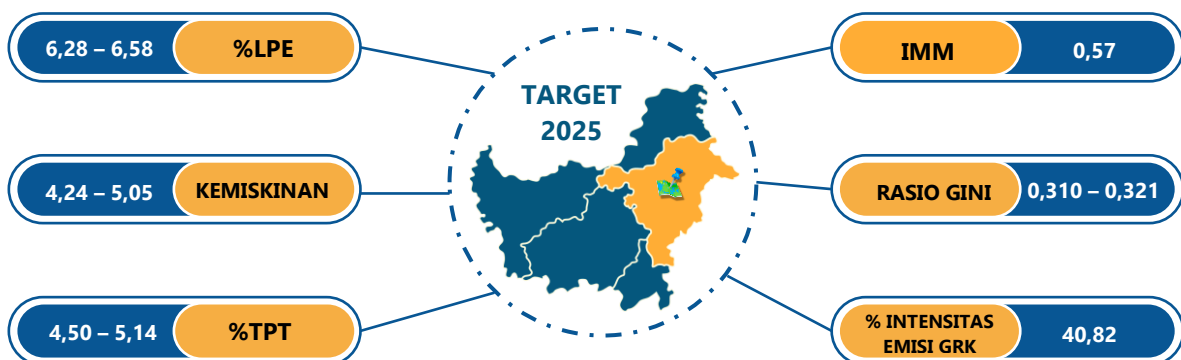 6,28 – 6,58 %LPE
4,24 – 5,05 KEMISKINAN
4,50 – 5,14 %TPT
TARGET
2025
IMM 0,57
RASIO GINI 0,310 – 0,321
% INTENSITAS
EMISI GRK 40,82